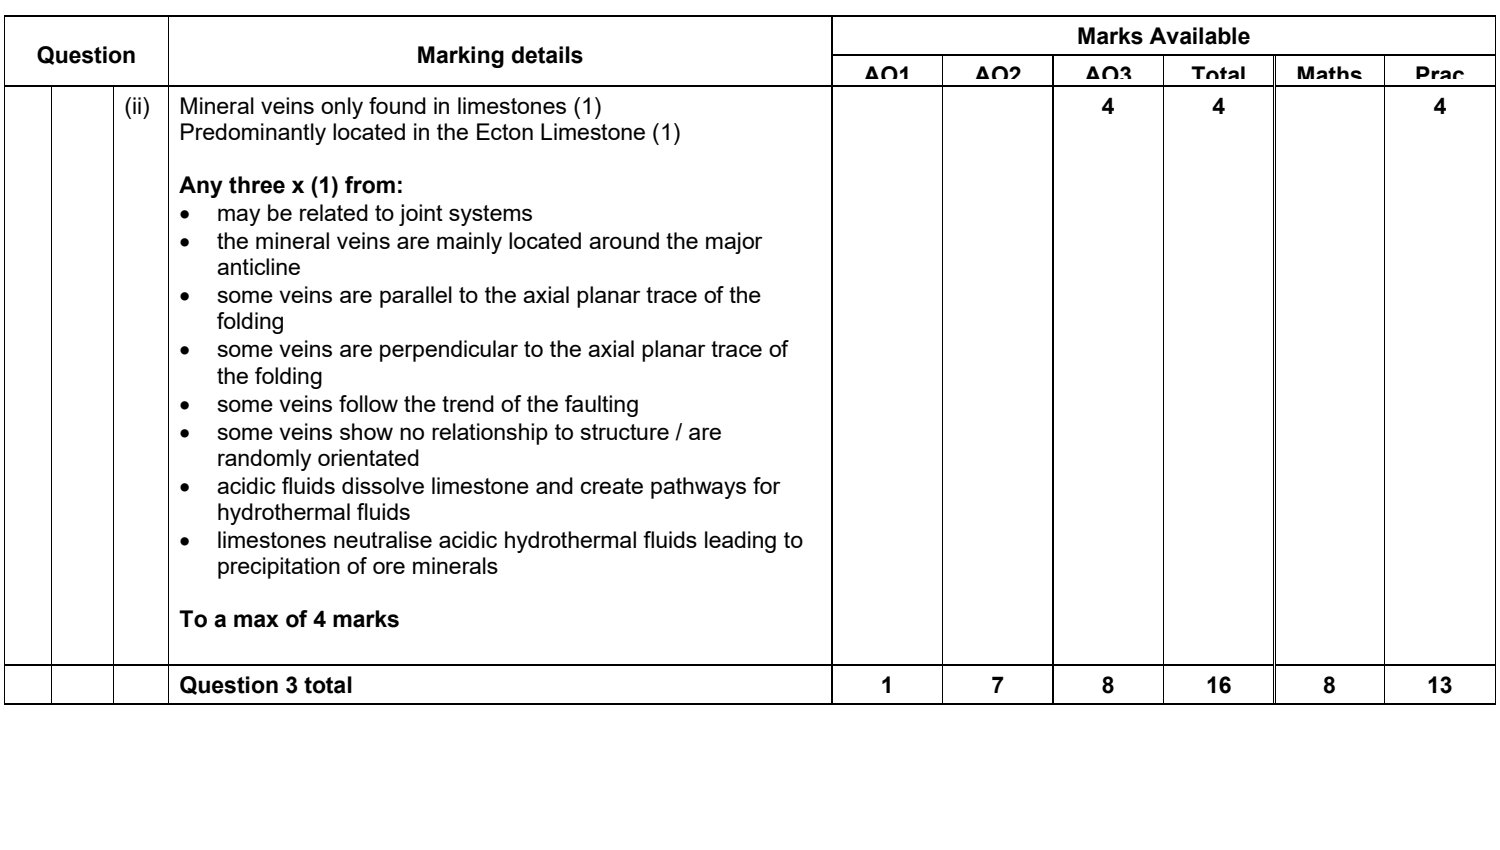 Question
Marking details
Marks Available
AO1 AO2 AO3 Total Maths Prac
(ii) Mineral veins only found in limestones (1) 4 4 4
Predominantly located in the Ecton Limestone (1)
Any three x (1) from:
• may be related to joint systems
• the mineral veins are mainly located around the major
anticline
• some veins are parallel to the axial planar trace of the
folding
• some veins are perpendicular to the axial planar trace of
the folding
• some veins follow the trend of the faulting
• some veins show no relationship to structure / are
randomly orientated
• acidic fluids dissolve limestone and create pathways for
hydrothermal fluids
• limestones neutralise acidic hydrothermal fluids leading to
precipitation of ore minerals
To a max of 4 marks
Question 3 total 1 7 8 16 8 13